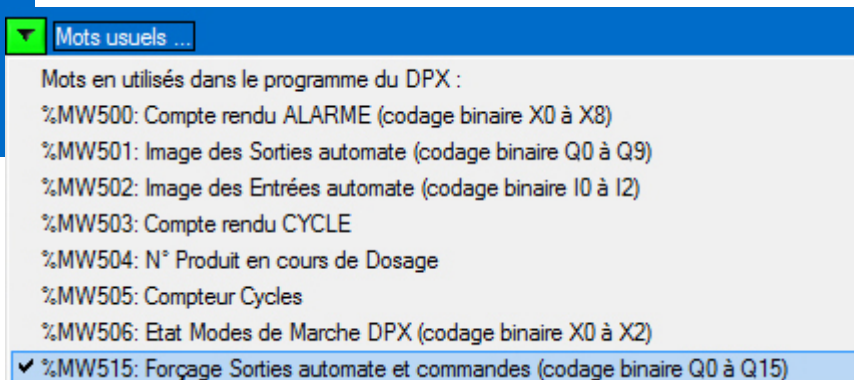 Mots usuels ...
Mots en utilisés dans le programme du DPX :
%MW500: Compte rendu ALARME (codage binaire X0 à X8)
%MW501: Image des Sorties automate (codage binaire Q0 à Q9)
%MW502: Image des Entrées automate (codage binaire I0 à I2)
%MW503: Compte rendu CYCLE
%MW504: N° Produit en cours de Dosage
%MW505: Compteur Cycles
%MW506: Etat Modes de Marche DPX (codage binaire X0 à X2)
%MW515: Forçage Sorties automate et commandes (codage binaire Q0 à Q15)